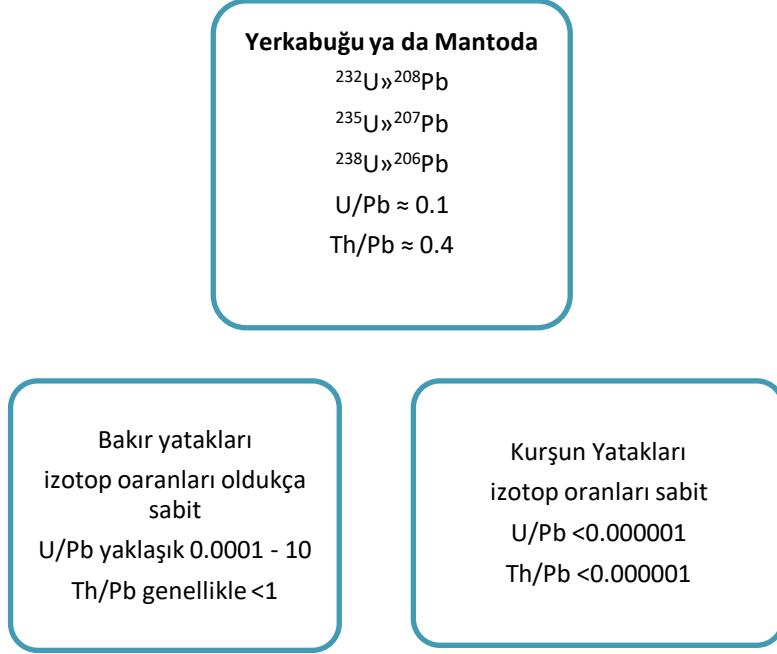 Yerkabuğu ya da Mantoda
²³²U»²⁰⁸Pb
²³⁵U»²⁰⁷Pb
²³⁸U»²⁰⁶Pb
U/Pb ≈ 0.1
Th/Pb ≈ 0.4
Bakır yatakları
izotop oaranları oldukça
sabit
U/Pb yaklaşık 0.0001 - 10
Th/Pb genellikle <1
Kurşun Yatakları
izotop oranları sabit
U/Pb <0.000001
Th/Pb <0.000001